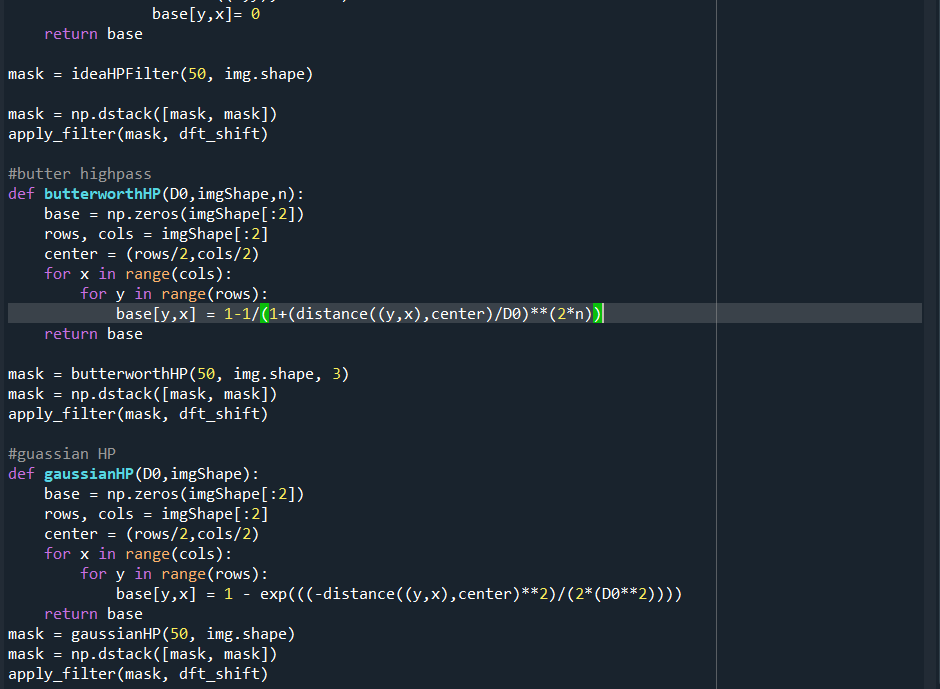 base[y,x]= 0
    return base

mask = ideaHPFilter(50, img.shape)

mask = np.dstack([mask, mask])
apply_filter(mask, dft_shift)

#butter highpass
def butterworthHP(D0,imgShape,n):
    base = np.zeros(imgShape[:2])
    rows, cols = imgShape[:2]
    center = (rows/2,cols/2)
    for x in range(cols):
        for y in range(rows):
            base[y,x] = 1-1/(1+(distance((y,x),center)/D0)**(2*n))
    return base

mask = butterworthHP(50, img.shape, 3)
mask = np.dstack([mask, mask])
apply_filter(mask, dft_shift)

#guassian HP
def gaussianHP(D0,imgShape):
    base = np.zeros(imgShape[:2])
    rows, cols = imgShape[:2]
    center = (rows/2,cols/2)
    for x in range(cols):
        for y in range(rows):
            base[y,x] = 1 - exp(((-distance((y,x),center)**2)/(2*(D0**2))))
    return base
mask = gaussianHP(50, img.shape)
mask = np.dstack([mask, mask])
apply_filter(mask, dft_shift)